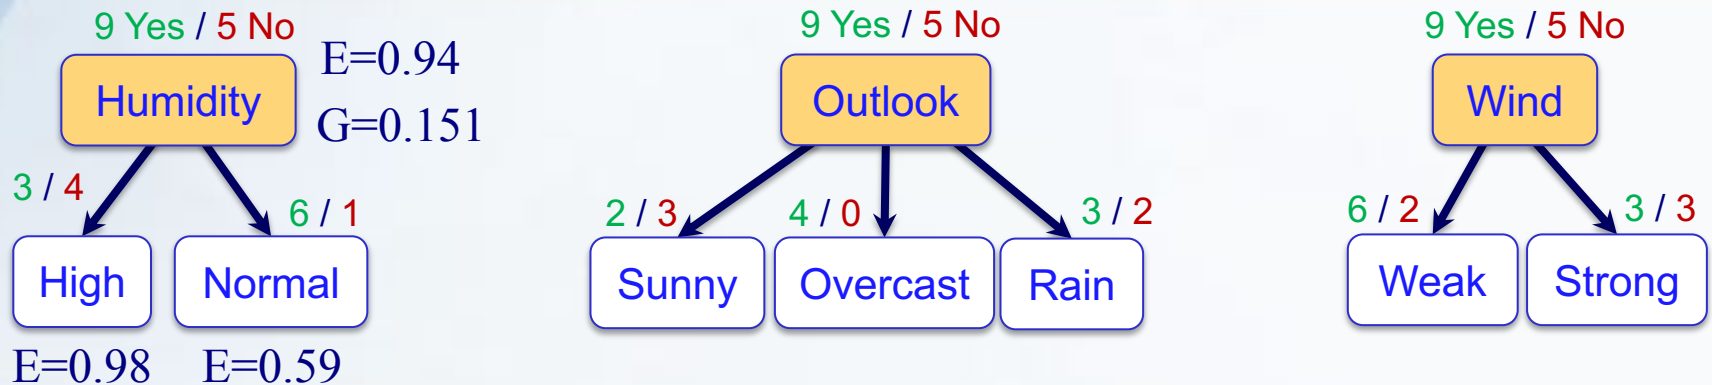 9 Yes / 5 No
E=0.94
Humidity
G=0.151
3 / 4
6 / 1
High
Normal
E=0.98
E=0.59
9 Yes / 5 No
Outlook
2 / 3
4 / 0
3 / 2
Sunny
Overcast
Rain
9 Yes / 5 No
Wind
6 / 2
3 / 3
Weak
Strong